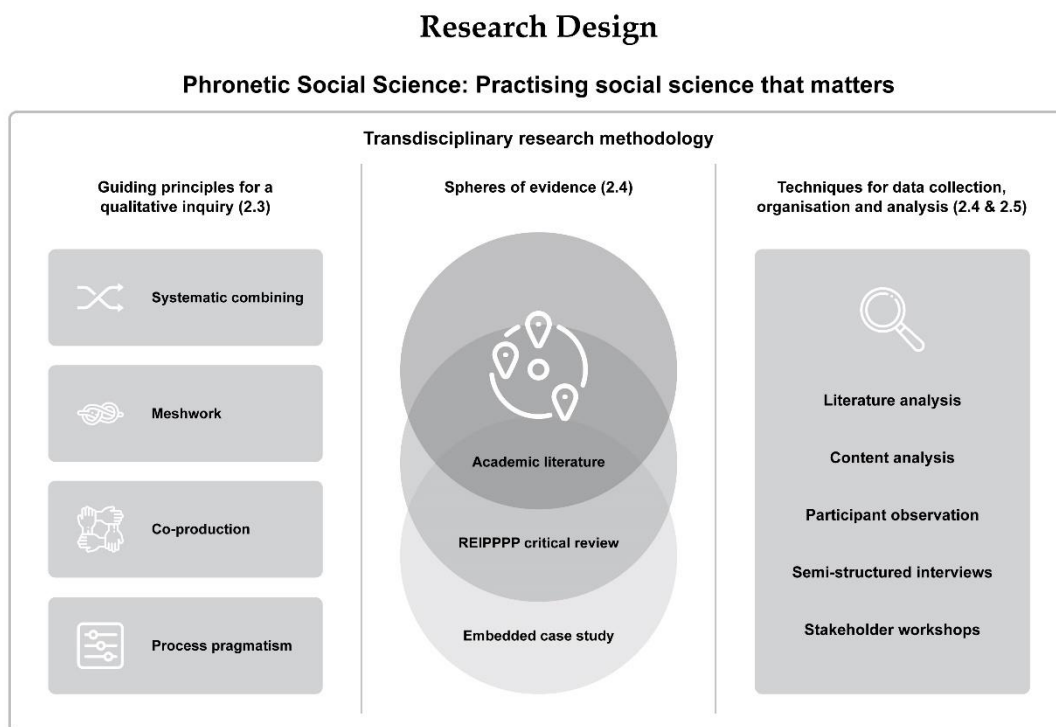 Research Design
Phronetic Social Science: Practising social science that matters
Transdisciplinary research methodology
Guiding principles for a
qualitative inquiry (2.3)
Systematic combining
Meshwork
Co-production
Process pragmatism
Spheres of evidence (2.4)
Academic literature
REIPPPP critical review
Embedded case study
Techniques for data collection,
organisation and analysis (2.4 & 2.5)
Literature analysis
Content analysis
Participant observation
Semi-structured interviews
Stakeholder workshops